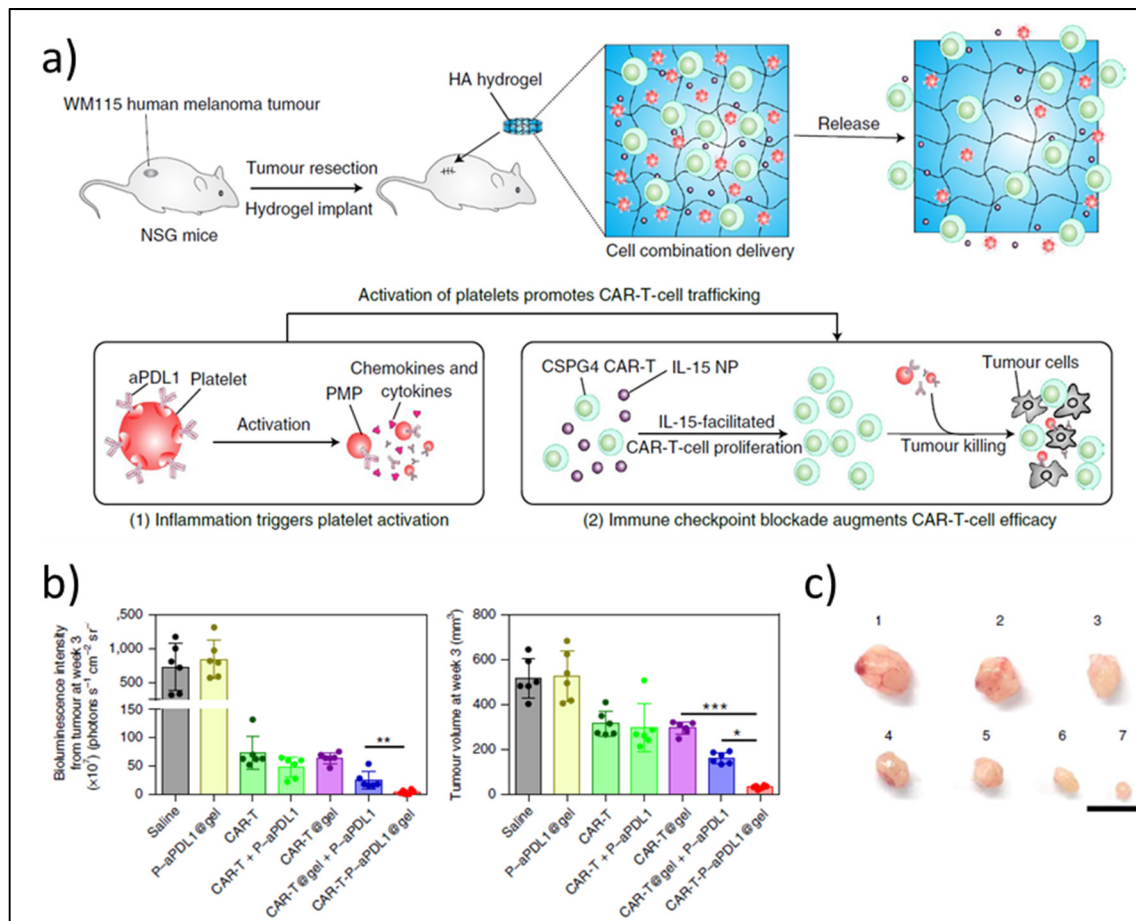 a)
WM115 human melanoma tumour
HA hydrogel
Tumour resection
Hydrogel implant
NSG mice
Release
Cell combination delivery
Activation of platelets promotes CAR-T-cell trafficking
aPDL1
Platelet
Activation
PMP
Chemokines and
cytokines
(1) Inflammation triggers platelet activation
CSPG4 CAR-T
IL-15 NP
IL-15-facilitated
CAR-T-cell proliferation
Tumour cells
Tumour killing
(2) Immune checkpoint blockade augments CAR-T-cell efficacy
b)
Bioluminescence intensity
from tumour at week 3
(×10⁷) (photons s⁻¹ cm⁻² sr⁻
,500
1,000
500
150
100
50
0
**
Saline
P–aPDL1@gel
CAR-T
CAR-T + P–aPDL1
CAR-T@gel
CAR-T@gel + P–aPDL1
CAR-T-P–aPDL1@gel
Tumour volume at week 3 (mm³)
800
600
400
200
0
***
*
Saline
P–aPDL1@gel
CAR-T
CAR-T + P–aPDL1
CAR-T@gel
CAR-T@gel + P–aPDL1
CAR-T-P–aPDL1@gel
c)
1 2 3
4 5 6 7